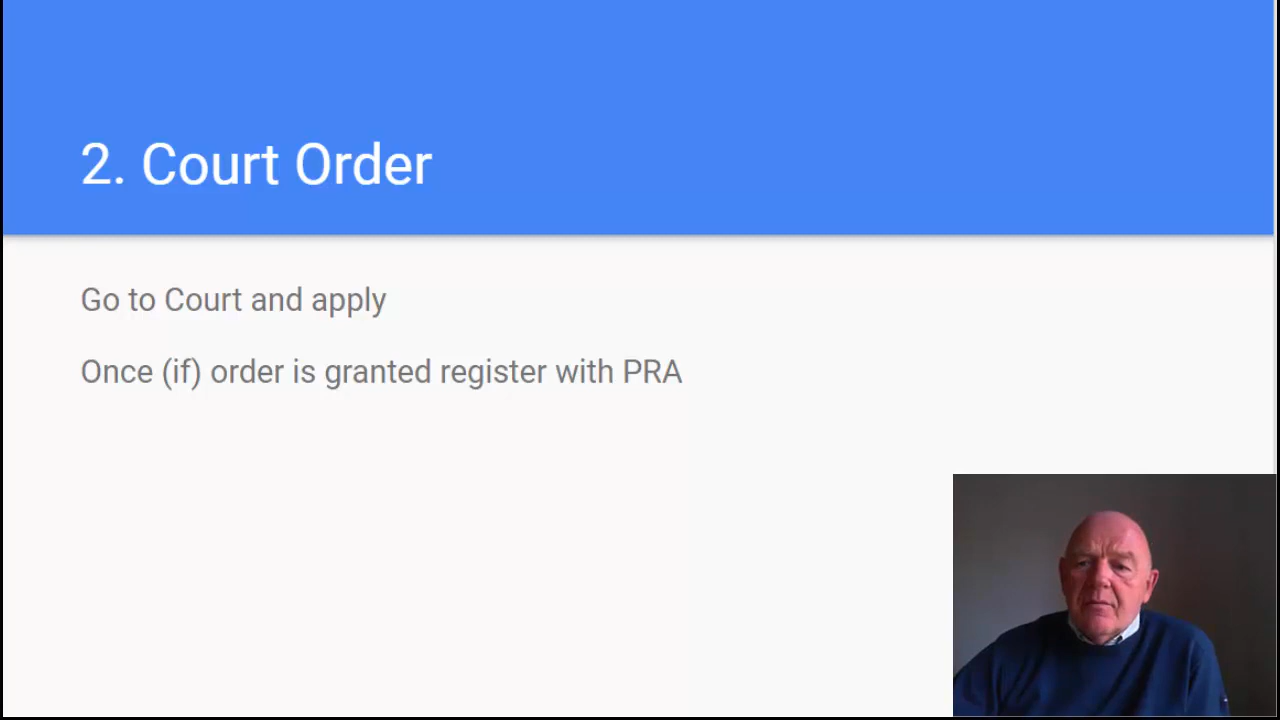 2. Court Order
Go to Court and apply
Once (if) order is granted register with PRA